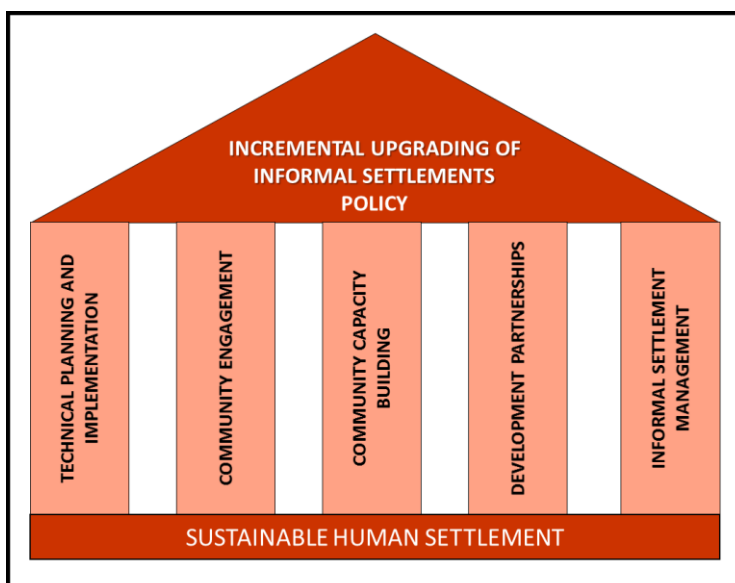 INCREMENTAL UPGRADING OF
INFORMAL SETTLEMENTS
POLICY
TECHNICAL PLANNING AND
IMPLEMENTATION
COMMUNITY ENGAGEMENT
COMMUNITY CAPACITY
BUILDING
DEVELOPMENT PARTNERSHIPS
INFORMAL SETTLEMENT
MANAGEMENT
SUSTAINABLE HUMAN SETTLEMENT